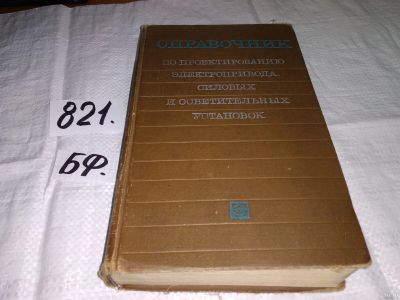 СПРАВОЧНИК
ПО ПРОЕКТИРОВАНИЮ
ЭЛЕКТРОПРИВОДА,
СИЛОВЫХ
И ОСВЕТИТЕЛЬНЫХ
УСТАНОВОК
821.
БФ.